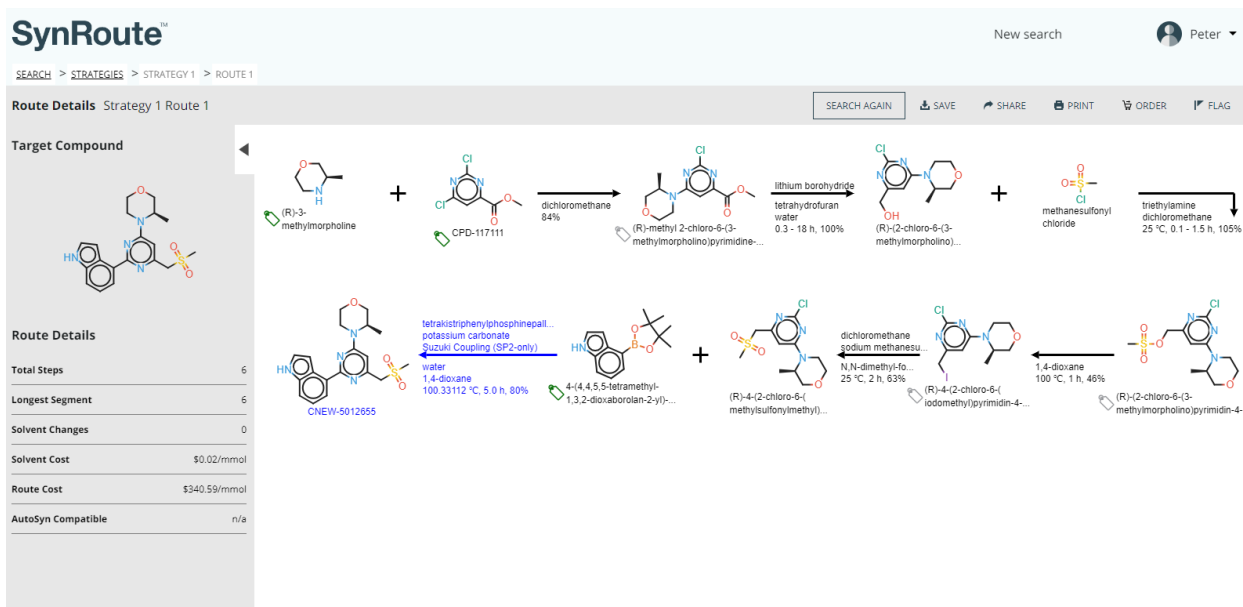 SynRoute™
New search
Peter
SEARCH > STRATEGIES > STRATEGY 1 > ROUTE 1
Route Details Strategy 1 Route 1
SEARCH AGAIN
SAVE
SHARE
PRINT
ORDER
FLAG
Target Compound
Route Details
Total Steps 6
Longest Segment 6
Solvent Changes 0
Solvent Cost $0.02/mmol
Route Cost $340.59/mmol
AutoSyn Compatible n/a
(R)-3-
methylmorpholine
+
CPD-117111
dichloromethane
84%
(R)-methyl 2-chloro-6-(3-
methylmorpholino)pyrimidine-...
lithium borohydride
tetrahydrofuran
water
0.3 - 18 h, 100%
(R)-(2-chloro-6-(3-
methylmorpholino)...
+
methanesulfonyl
chloride
triethylamine
dichloromethane
25 °C, 0.1 - 1.5 h, 105%
CNEW-5012655
tetrakistriphenylphosphinepall...
potassium carbonate
Suzuki Coupling (SP2-only)
water
1,4-dioxane
100.33112 °C, 5.0 h, 80%
4-(4,4,5,5-tetramethyl-
1,3,2-dioxaborolan-2-yl)-...
+
(R)-4-(2-chloro-6-(
methylsulfonylmethyl)...
dichloromethane
sodium methanesu...
N,N-dimethyl-fo...
25 °C, 2 h, 63%
(R)-4-(2-chloro-6-(
iodomethyl)pyrimidin-4-...
1,4-dioxane
100 °C, 1 h, 46%
(R)-(2-chloro-6-(3-
methylmorpholino)pyrimidin-4-